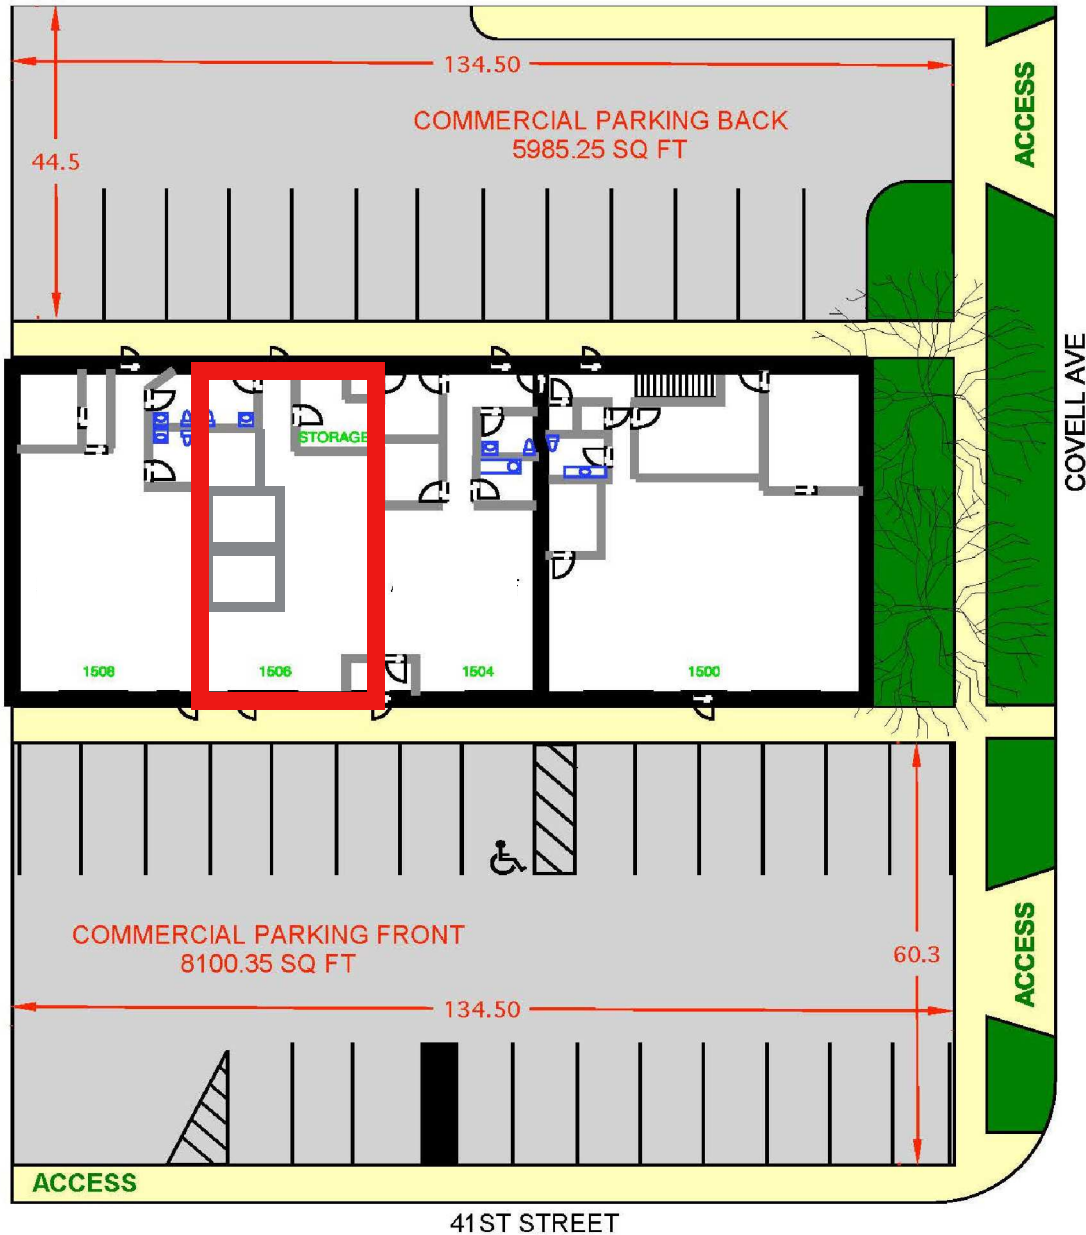 134.50
ACCESS
COMMERCIAL PARKING BACK
5985.25 SQ FT
44.5
COVELL AVE
STORAGE
1508
1506
1504
1500
COMMERCIAL PARKING FRONT
8100.35 SQ FT
60.3
ACCESS
134.50
ACCESS
41ST STREET